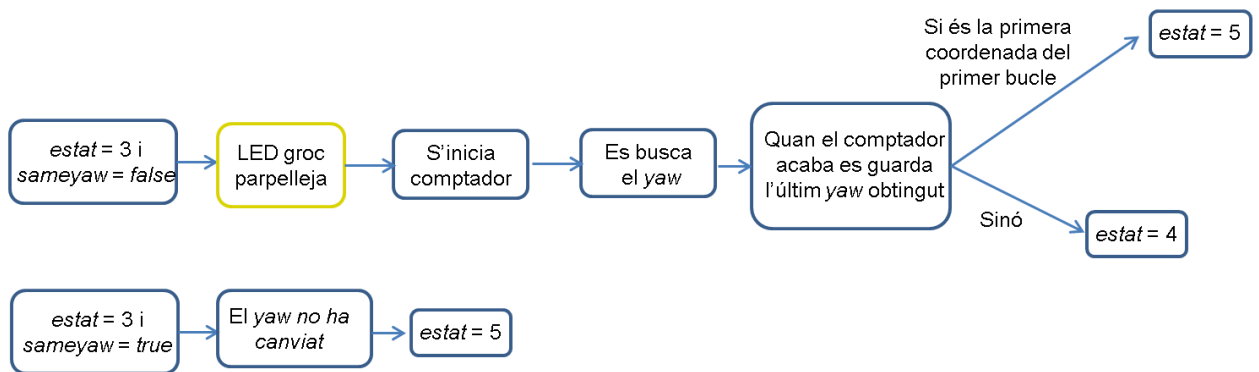 estat = 3 i
sameyaw = false
LED groc
parpelleja
S'inicia
comptador
Es busca
el yaw
Quan el comptador
acaba es guarda
l'últim yaw obtingut
Si és la primera
coordenada del
primer bucle
estat = 5
Sinó
estat = 4
estat = 3 i
sameyaw = true
El yaw no ha
canviat
estat = 5